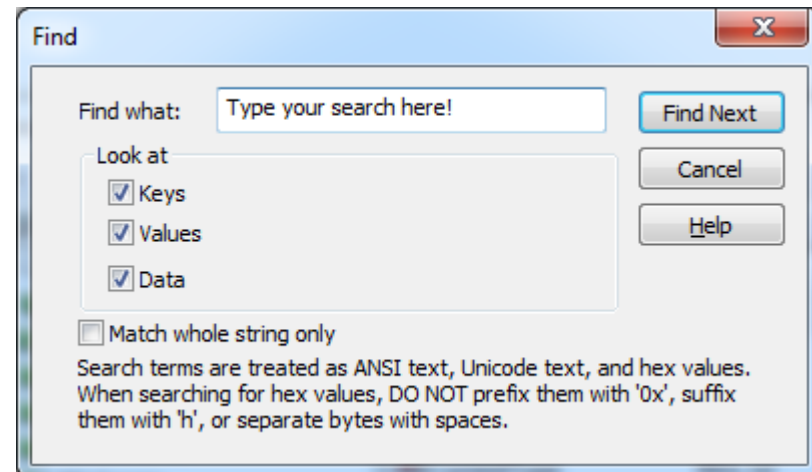 Find
Find what: Type your search here! Find Next
Look at
Cancel
Keys
Values
Help
Data
Match whole string only
Search terms are treated as ANSI text, Unicode text, and hex values.
When searching for hex values, DO NOT prefix them with '0x', suffix
them with 'h', or separate bytes with spaces.